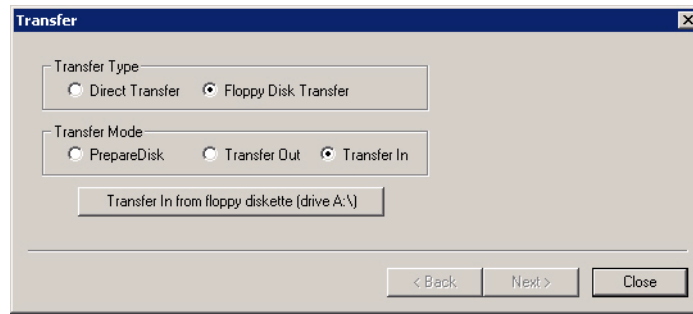 Transfer
Transfer Type
Direct Transfer Floppy Disk Transfer
Transfer Mode
PrepareDisk Transfer Out Transfer In
Transfer In from floppy diskette (drive A:\)
< Back Next > Close